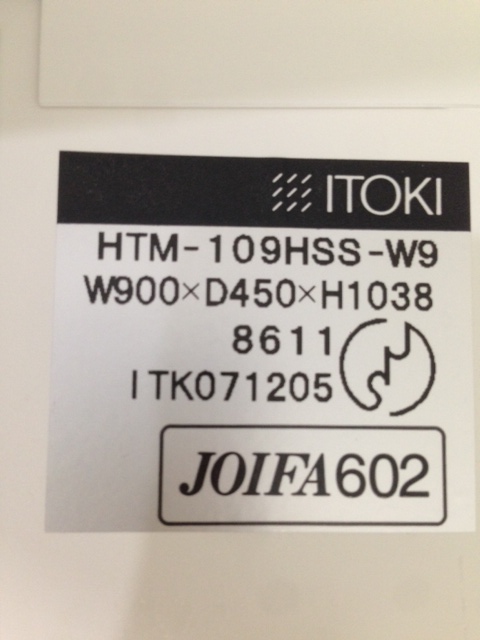 ITOKI
HTM-109HSS-W9
W900×D450×H1038
8611
ITK071205
JOIFA602